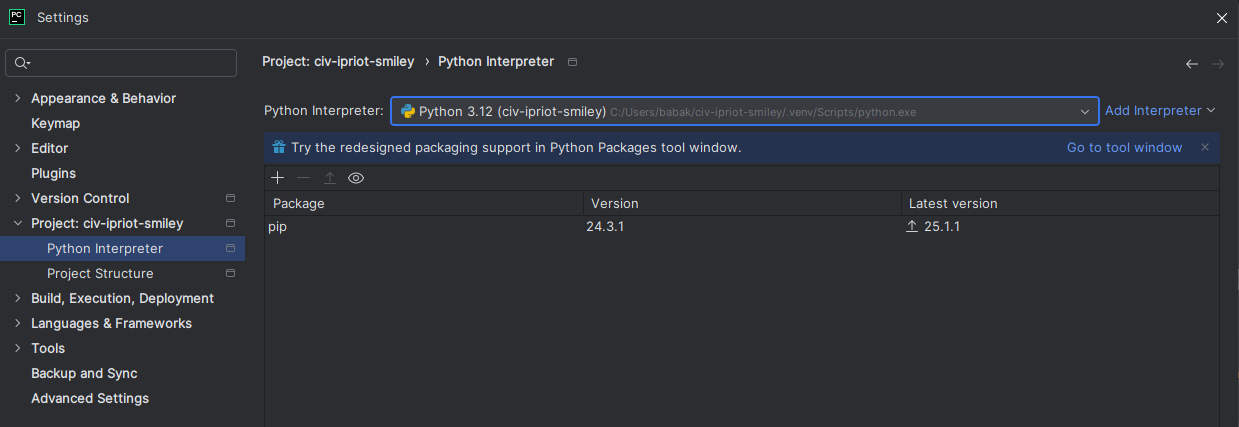 PC Settings
Project: civ-ipriot-smiley › Python Interpreter
Python Interpreter: Python 3.12 (civ-ipriot-smiley) C:/Users/babak/civ-ipriot-smiley/.venv/Scripts/python.exe Add Interpreter
Try the redesigned packaging support in Python Packages tool window. Go to tool window
Package Version Latest version
pip 24.3.1 25.1.1
Appearance & Behavior
Keymap
Editor
Plugins
Version Control
Project: civ-ipriot-smiley
Python Interpreter
Project Structure
Build, Execution, Deployment
Languages & Frameworks
Tools
Backup and Sync
Advanced Settings